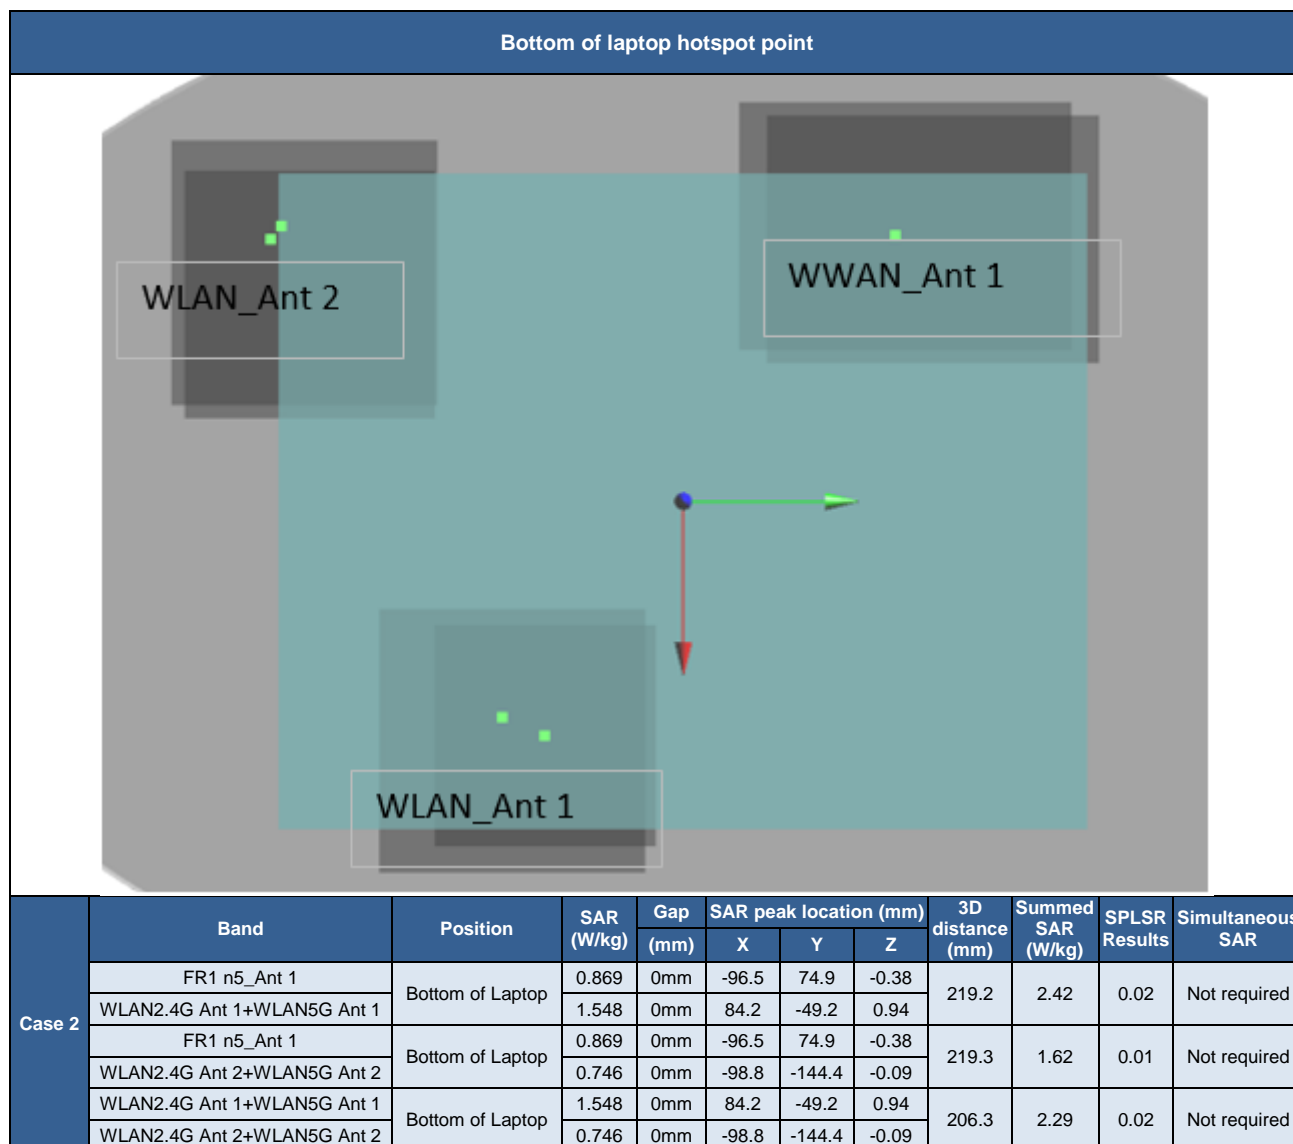 Bottom of laptop hotspot point
WLAN_Ant 2
WWAN_Ant 1
WLAN_Ant 1
Band Position SAR (W/kg) Gap (mm) SAR peak location (mm) X Y Z 3D distance (mm) Summed SAR (W/kg) SPLSR Results Simultaneous SAR
Case 2
FR1 n5_Ant 1 Bottom of Laptop 0.869 0mm -96.5 74.9 -0.38 219.2 2.42 0.02 Not required
WLAN2.4G Ant 1+WLAN5G Ant 1 1.548 0mm 84.2 -49.2 0.94
FR1 n5_Ant 1 Bottom of Laptop 0.869 0mm -96.5 74.9 -0.38 219.3 1.62 0.01 Not required
WLAN2.4G Ant 2+WLAN5G Ant 2 0.746 0mm -98.8 -144.4 -0.09
WLAN2.4G Ant 1+WLAN5G Ant 1 Bottom of Laptop 1.548 0mm 84.2 -49.2 0.94 206.3 2.29 0.02 Not required
WLAN2.4G Ant 2+WLAN5G Ant 2 0.746 0mm -98.8 -144.4 -0.09